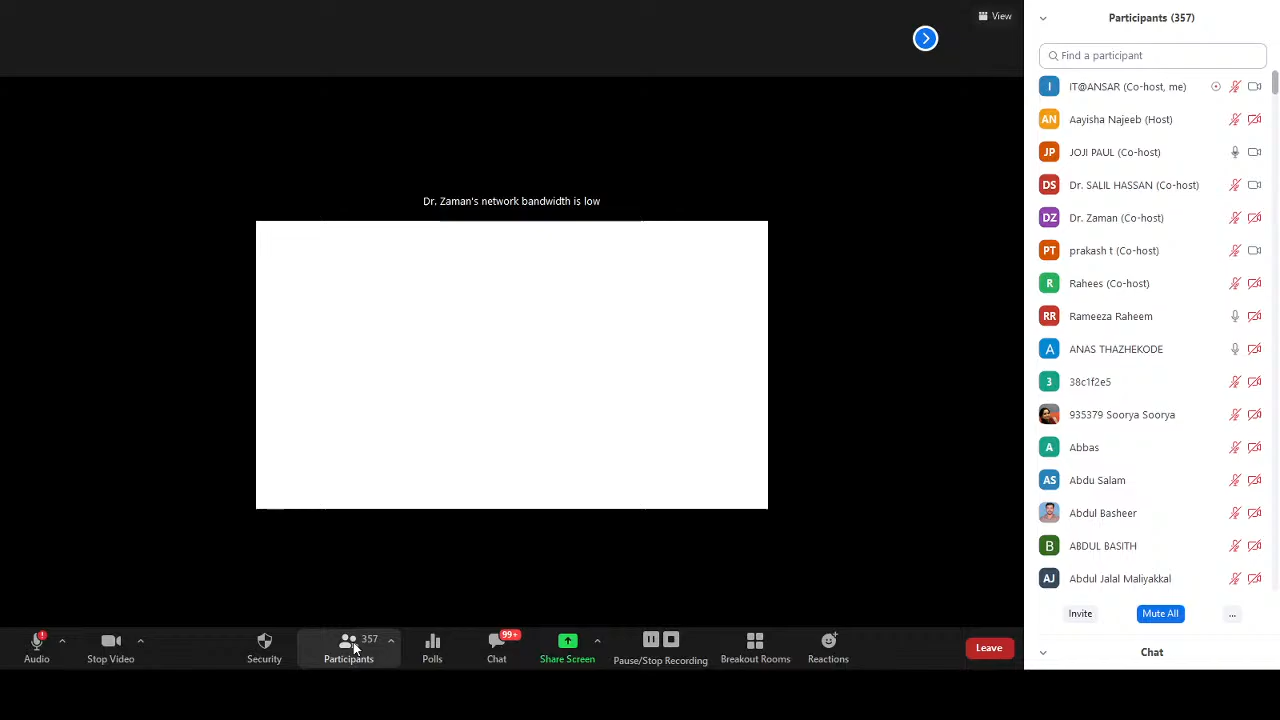 View
Dr. Zaman's network bandwidth is low
Participants (357)
Find a participant
I IT@ANSAR (Co-host, me)
AN Aayisha Najeeb (Host)
JP JOJI PAUL (Co-host)
DS Dr. SALIL HASSAN (Co-host)
DZ Dr. Zaman (Co-host)
PT prakash t (Co-host)
R Rahees (Co-host)
RR Rameeza Raheem
A ANAS THAZHEKODE
3 38c1f2e5
935379 Soorya Soorya
A Abbas
AS Abdu Salam
Abdul Basheer
B ABDUL BASITH
AJ Abdul Jalal Maliyakkal
Invite Mute All ...
Chat
Audio
Stop Video
Security
357
Participants
Polls
99+
Chat
Share Screen
Pause/Stop Recording
Breakout Rooms
Reactions
Leave